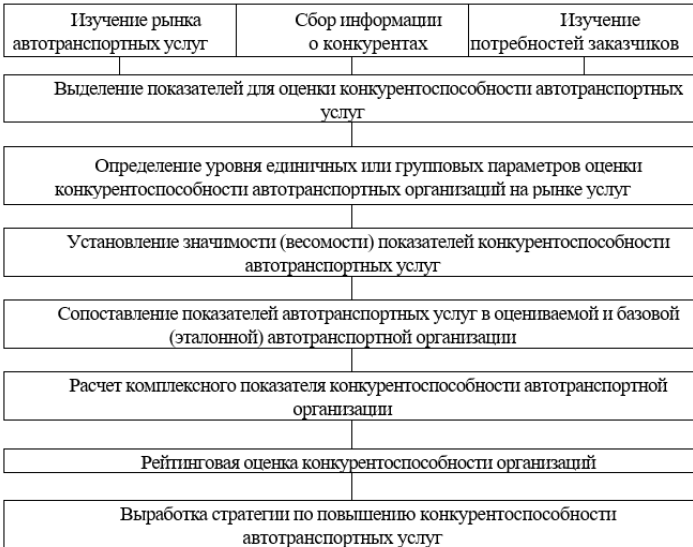 Изучение рынка
автотранспортных услуг
Сбор информации
о конкурентах
Изучение
потребностей заказчиков
Выделение показателей для оценки конкурентоспособности автотранспортных
услуг
Определение уровня единичных или групповых параметров оценки
конкурентоспособности автотранспортных организаций на рынке услуг
Установление значимости (весомости) показателей конкурентоспособности
автотранспортных услуг
Сопоставление показателей автотранспортных услуг в оцениваемой и базовой
(эталонной) автотранспортной организации
Расчет комплексного показателя конкурентоспособности автотранспортной
организации
Рейтинговая оценка конкурентоспособности организаций
Выработка стратегии по повышению конкурентоспособности
автотранспортных услуг